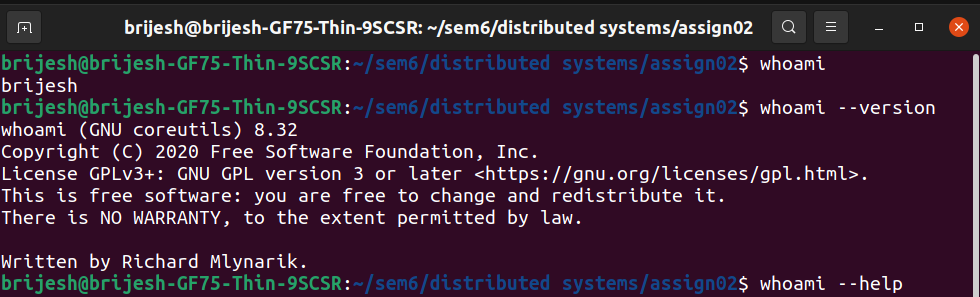 brijesh@brijesh-GF75-Thin-9SCSR: ~/sem6/distributed systems/assign02
brijesh@brijesh-GF75-Thin-9SCSR:~/sem6/distributed systems/assign02$ whoami
brijesh
brijesh@brijesh-GF75-Thin-9SCSR:~/sem6/distributed systems/assign02$ whoami --version
whoami (GNU coreutils) 8.32
Copyright (C) 2020 Free Software Foundation, Inc.
License GPLv3+: GNU GPL version 3 or later <https://gnu.org/licenses/gpl.html>.
This is free software: you are free to change and redistribute it.
There is NO WARRANTY, to the extent permitted by law.

Written by Richard Mlynarik.
brijesh@brijesh-GF75-Thin-9SCSR:~/sem6/distributed systems/assign02$ whoami --help